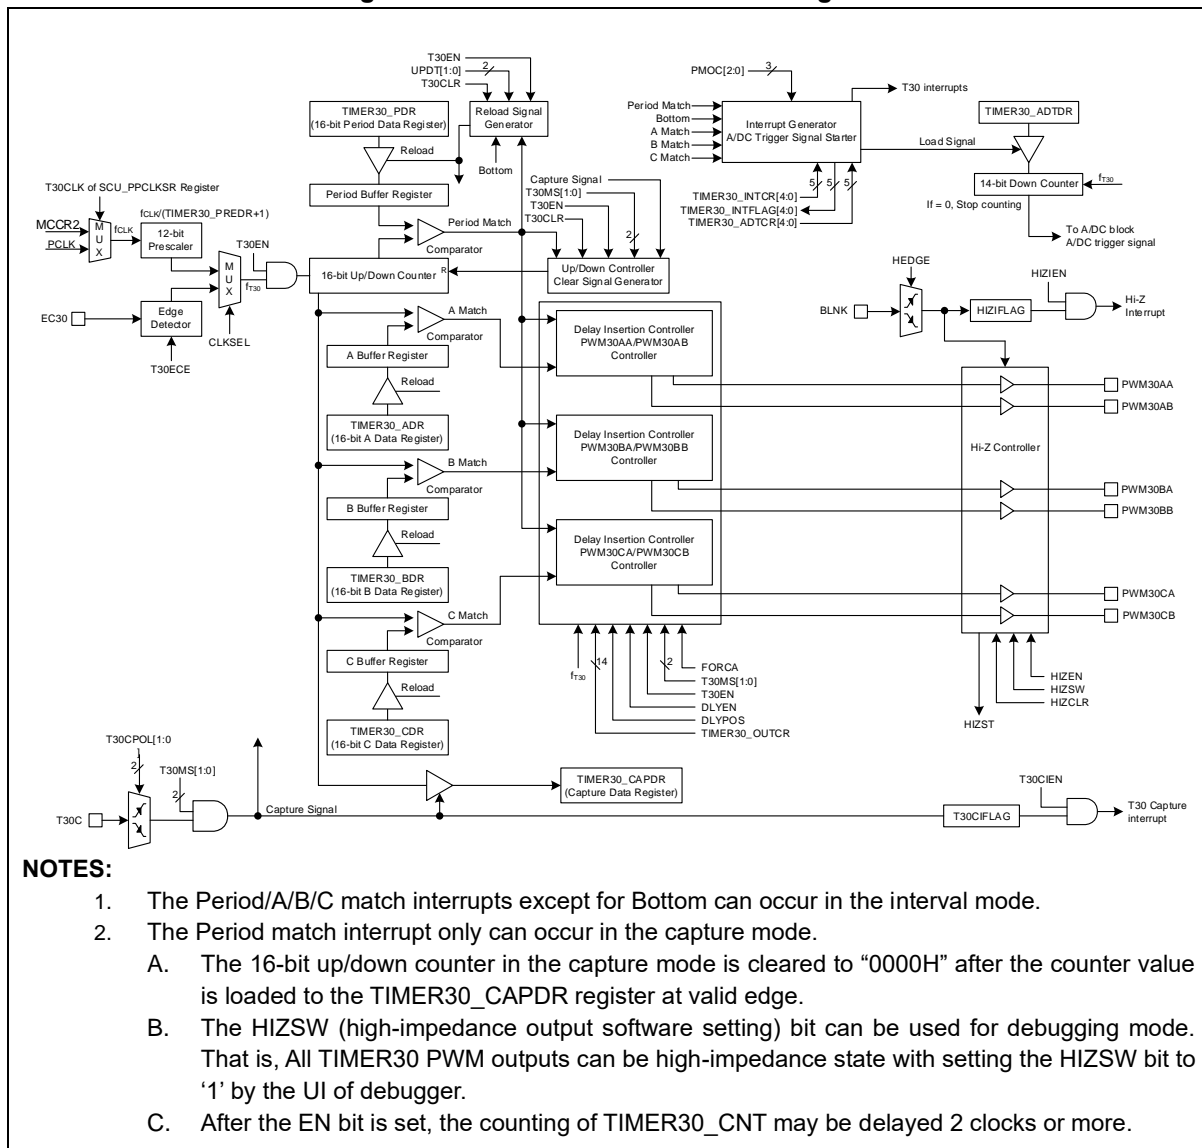 T30EN
UPDT[1:0]
2
T30CLR
TIMER30_PDR
(16-bit Period Data Register)
Reload Signal
Generator
Reload
Bottom
Period Buffer Register
PMOC[2:0]
3
Period Match
Bottom
A Match
B Match
C Match
Interrupt Generator
A/DC Trigger Signal Starter
T30 interrupts
Load Signal
TIMER30_ADTDR
14-bit Down Counter
fT30
If = 0, Stop counting
To A/DC block
A/DC trigger signal
5
5
5
TIMER30_INTCR[4:0]
TIMER30_INTFLAG[4:0]
TIMER30_ADTCR[4:0]
Capture Signal
T30MS[1:0]
T30EN
T30CLR
2
Period Match
Comparator
T30CLK of SCU_PPCLKSR Register
MCCR2
PCLK
MUX
fCLK
fCLK/(TIMER30_PREDR+1)
12-bit
Prescaler
T30EN
MUX
fT30
16-bit Up/Down Counter
R
Up/Down Controller
Clear Signal Generator
EC30
Edge
Detector
CLKSEL
T30ECE
HEDGE
BLNK
HIZIEN
HIZIFLAG
Hi-Z
Interrupt
A Match
Comparator
A Buffer Register
Reload
TIMER30_ADR
(16-bit A Data Register)
Delay Insertion Controller
PWM30AA/PWM30AB
Controller
PWM30AA
PWM30AB
B Match
Comparator
B Buffer Register
Reload
TIMER30_BDR
(16-bit B Data Register)
Delay Insertion Controller
PWM30BA/PWM30BB
Controller
Hi-Z Controller
PWM30BA
PWM30BB
C Match
Comparator
C Buffer Register
Reload
TIMER30_CDR
(16-bit C Data Register)
Delay Insertion Controller
PWM30CA/PWM30CB
Controller
PWM30CA
PWM30CB
fT30
14
2
FORCA
T30MS[1:0]
T30EN
DLYEN
DLYPOS
TIMER30_OUTCR
HIZEN
HIZSW
HIZCLR
HIZST
T30CPOL[1:0
2
T30MS[1:0]
2
T30C
Capture Signal
TIMER30_CAPDR
(Capture Data Register)
T30CIFLAG
T30CIEN
T30 Capture
interrupt
NOTES:
1. The Period/A/B/C match interrupts except for Bottom can occur in the interval mode.
2. The Period match interrupt only can occur in the capture mode.
A. The 16-bit up/down counter in the capture mode is cleared to “0000H” after the counter value
is loaded to the TIMER30_CAPDR register at valid edge.
B. The HIZSW (high-impedance output software setting) bit can be used for debugging mode.
That is, All TIMER30 PWM outputs can be high-impedance state with setting the HIZSW bit to
‘1’ by the UI of debugger.
C. After the EN bit is set, the counting of TIMER30_CNT may be delayed 2 clocks or more.